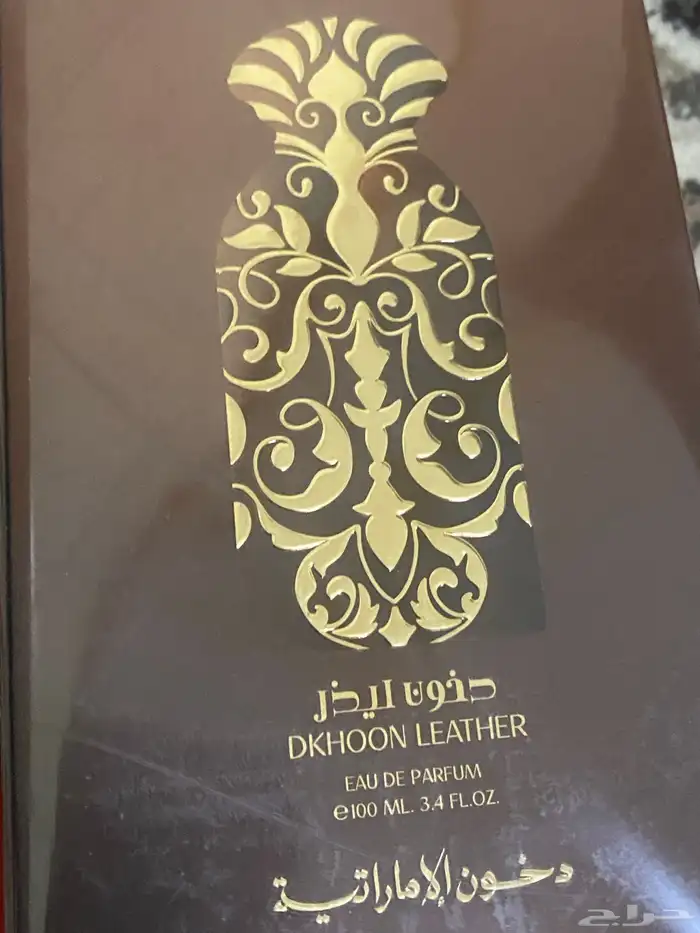 دخون ليذر
DKHOON LEATHER
EAU DE PARFUM
℮100 ML. 3.4 FL.OZ.
دخون الإماراتية
حراج